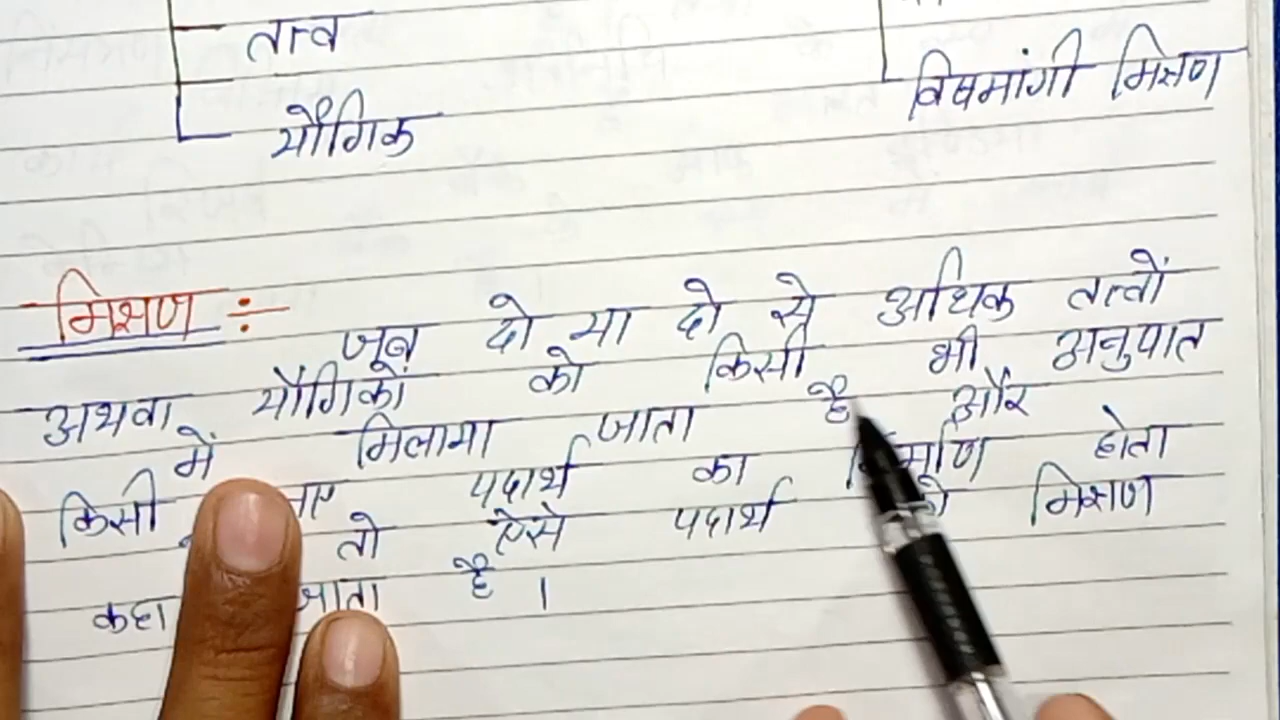 तत्व
यौगिक
विषमांगी मिश्रण
मिश्रण ÷
जब दो या दो से अधिक तत्वों
अथवा यौगिकों को किसी भी अनुपात
में मिलाया जाता है और
किसी पदार्थ का होता
तो ऐसे पदार्थ मिश्रण
कहा जाता है ।